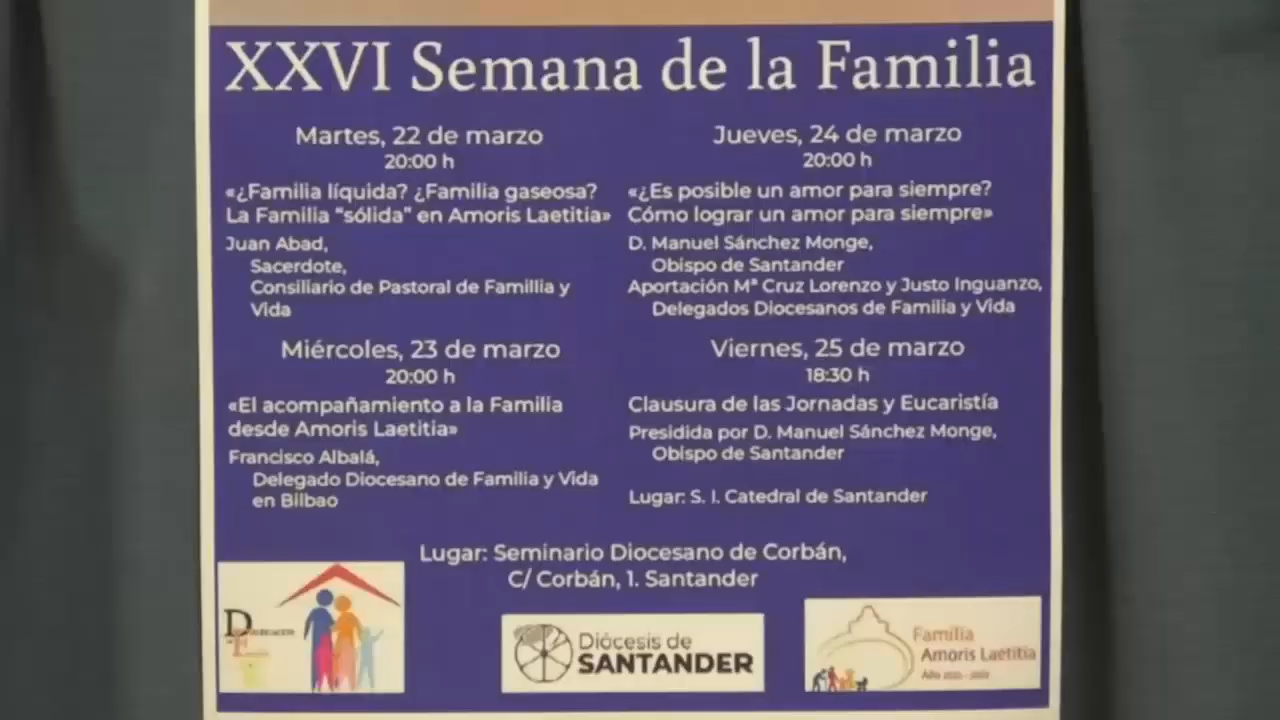 XXVI Semana de la Familia
Martes, 22 de marzo
20:00 h
«¿Familia líquida? ¿Familia gaseosa?
La Familia "sólida" en Amoris Laetitia»
Juan Abad,
Sacerdote,
Consiliario de Pastoral de Famillia y
Vida
Miércoles, 23 de marzo
20:00 h
«El acompañamiento a la Familia
desde Amoris Laetitia»
Francisco Albalá,
Delegado Diocesano de Familia y Vida
en Bilbao
Jueves, 24 de marzo
20:00 h
«¿Es posible un amor para siempre?
Cómo lograr un amor para siempre»
D. Manuel Sánchez Monge,
Obispo de Santander
Aportación Mª Cruz Lorenzo y Justo Inguanzo,
Delegados Diocesanos de Familia y Vida
Viernes, 25 de marzo
18:30 h
Clausura de las Jornadas y Eucaristía
Presidida por D. Manuel Sánchez Monge,
Obispo de Santander
Lugar: S. I. Catedral de Santander
Lugar: Seminario Diocesano de Corbán,
C/ Corbán, 1. Santander
Diócesis de
SANTANDER
Familia
Amoris Laetitia